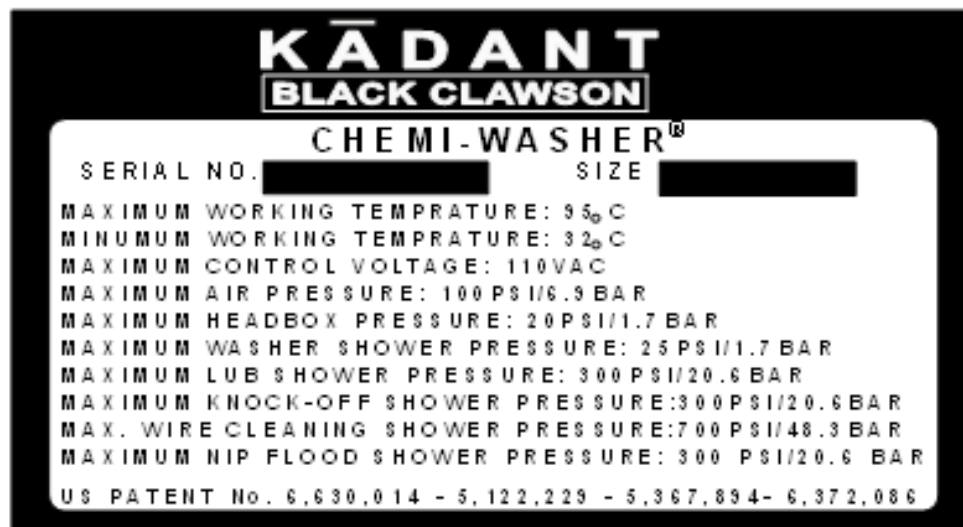 KĀDANT
BLACK CLAWSON
CHEMI-WASHER®
SERIAL NO. SIZE
MAXIMUM WORKING TEMPRATURE: 95°C
MINUMUM WORKING TEMPRATURE: 32°C
MAXIMUM CONTROL VOLTAGE: 110VAC
MAXIMUM AIR PRESSURE: 100PSI/6.9BAR
MAXIMUM HEADBOX PRESSURE: 20PSI/1.7BAR
MAXIMUM WASHER SHOWER PRESSURE: 25PSI/1.7BAR
MAXIMUM LUB SHOWER PRESSURE: 300PSI/20.6BAR
MAXIMUM KNOCK-OFF SHOWER PRESSURE:300PSI/20.6BAR
MAX. WIRE CLEANING SHOWER PRESSURE:700PSI/48.3BAR
MAXIMUM NIP FLOOD SHOWER PRESSURE: 300 PSI/20.6 BAR
US PATENT No. 6,630,014 - 5,122,229 - 5,367,894- 6,372,086